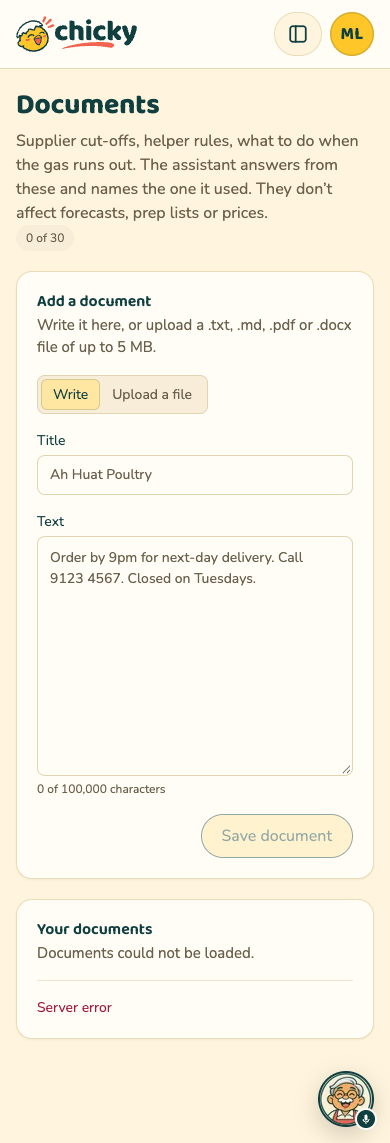 chicky
ML
Documents
Supplier cut-offs, helper rules, what to do when
the gas runs out. The assistant answers from
these and names the one it used. They don't
affect forecasts, prep lists or prices.
0 of 30
Add a document
Write it here, or upload a .txt, .md, .pdf or .docx
file of up to 5 MB.
Write Upload a file
Title
Ah Huat Poultry
Text
Order by 9pm for next-day delivery. Call
9123 4567. Closed on Tuesdays.
0 of 100,000 characters
Save document
Your documents
Documents could not be loaded.
Server error